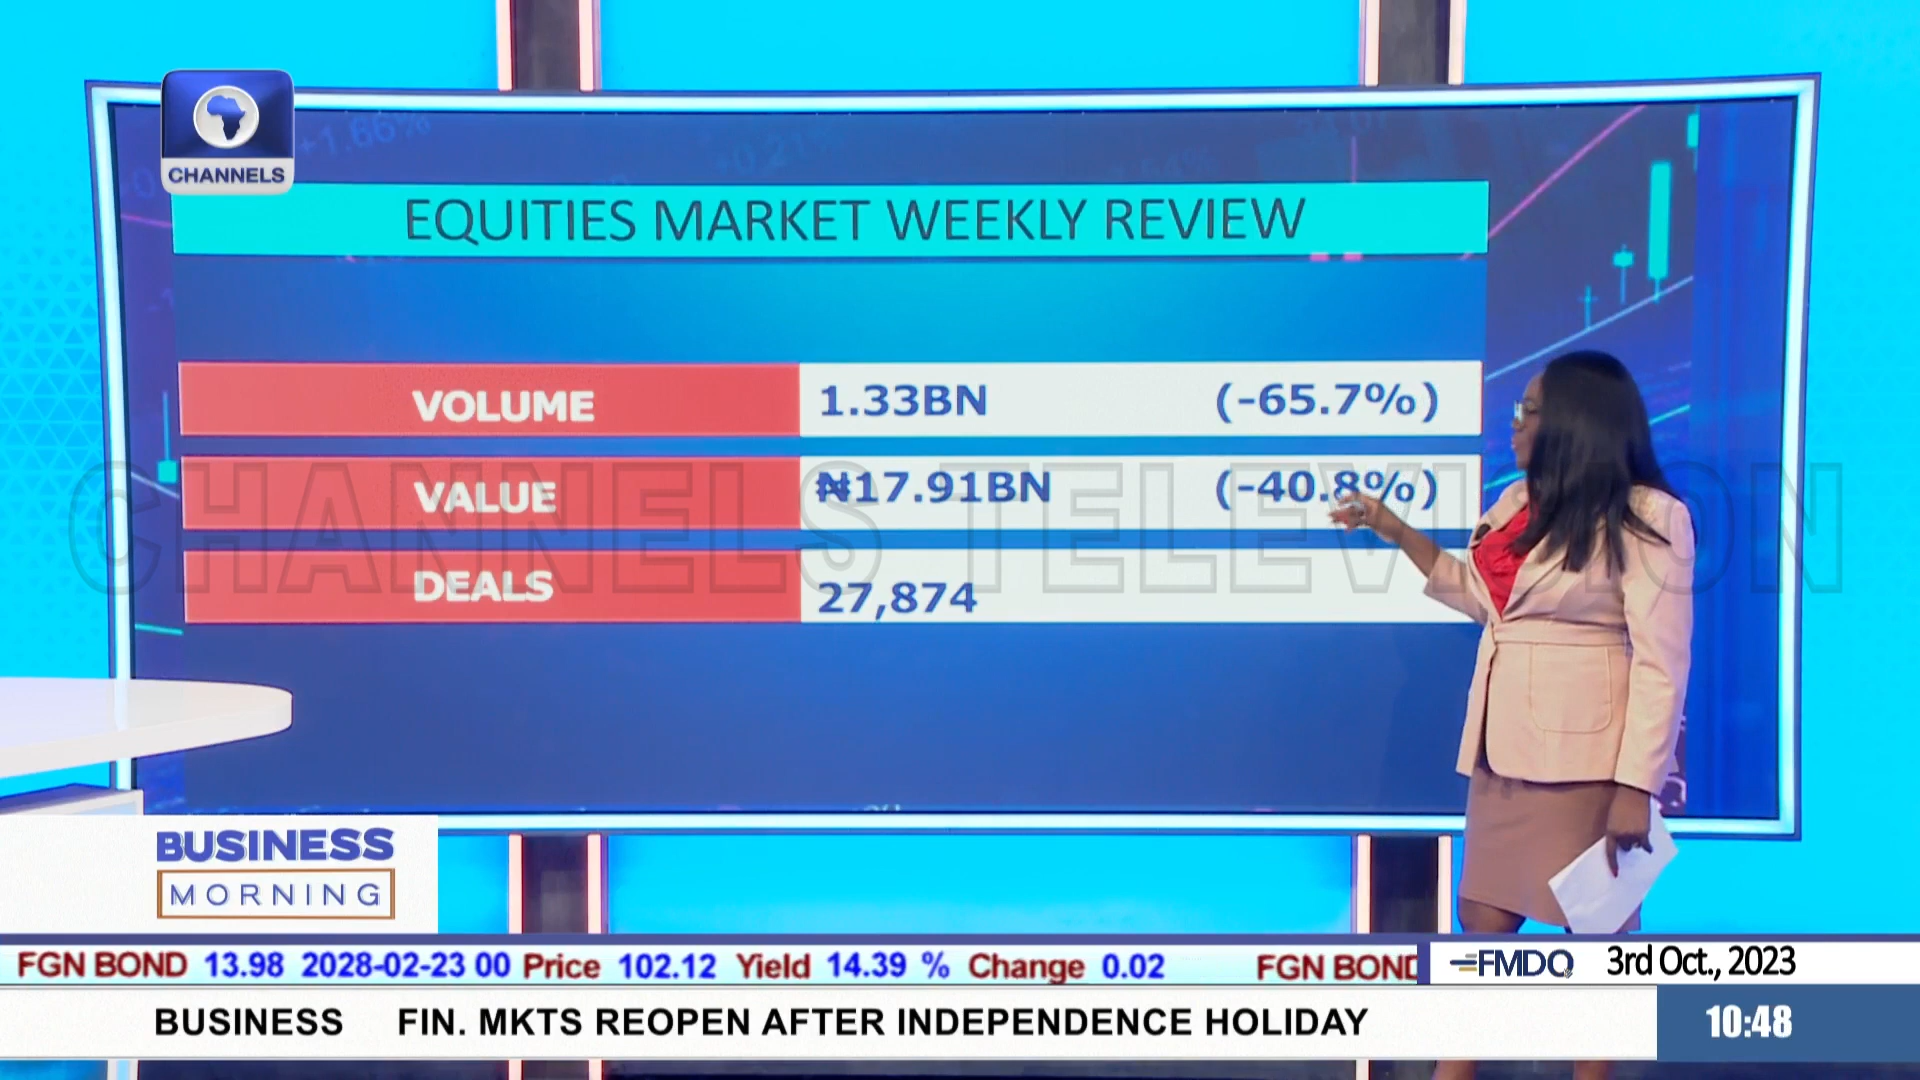 +1.66%
CHANNELS
EQUITIES MARKET WEEKLY REVIEW
VOLUME 1.33BN (-65.7%)
VALUE ₦17.91BN (-40.8%)
DEALS 27,874
CHANNELS TELEVISION
BUSINESS
MORNING
FGN BOND 13.98 2028-02-23 00 Price 102.12 Yield 14.39 % Change 0.02 FGN BOND
FMDQ 3rd Oct., 2023
BUSINESS FIN. MKTS REOPEN AFTER INDEPENDENCE HOLIDAY
10:48